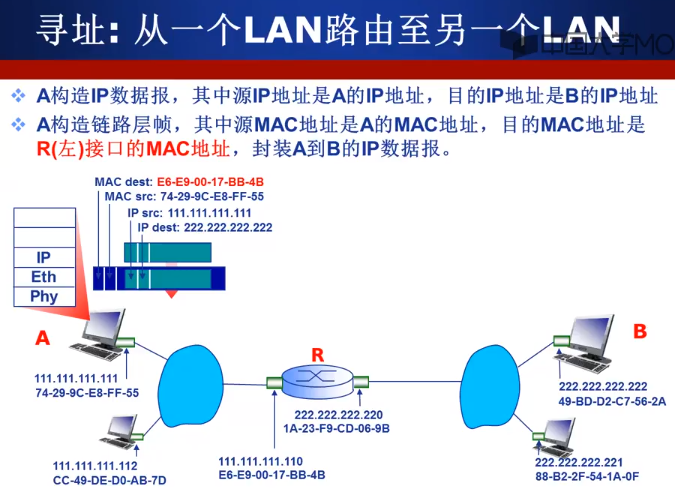 寻址: 从一个LAN路由至另一个LAN
中国大学MO
A构造IP数据报，其中源IP地址是A的IP地址，目的IP地址是B的IP地址
A构造链路层帧，其中源MAC地址是A的MAC地址，目的MAC地址是
R(左)接口的MAC地址，封装A到B的IP数据报。
MAC dest: E6-E9-00-17-BB-4B
MAC src: 74-29-9C-E8-FF-55
IP src: 111.111.111.111
IP dest: 222.222.222.222
IP
Eth
Phy
A
R
B
111.111.111.111
74-29-9C-E8-FF-55
222.222.222.222
49-BD-D2-C7-56-2A
222.222.222.220
1A-23-F9-CD-06-9B
111.111.111.112
CC-49-DE-D0-AB-7D
111.111.111.110
E6-E9-00-17-BB-4B
222.222.222.221
88-B2-2F-54-1A-0F